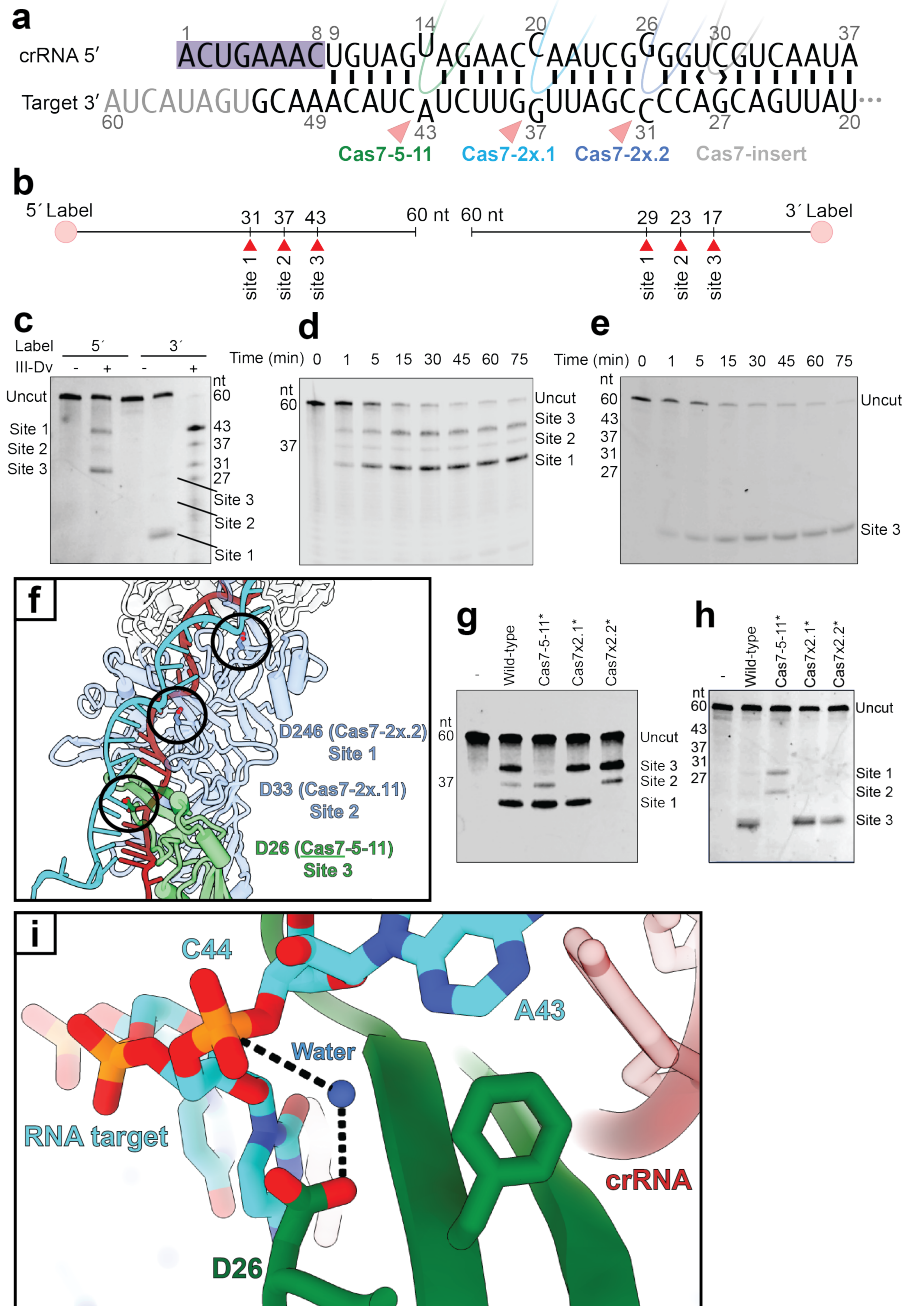 a
1 8 9 14 20 26 30 37
crRNA 5′ ACUGAAACUGUAGUAGAACCAAUCGGGGUCGUCAAUA
Target 3′ AUCAUAGUGCAAACAUCAUCUUGGUUAGCCCCAGCAGUUAU...
60 49 43 37 31 27 20
Cas7-5-11 Cas7-2x.1 Cas7-2x.2 Cas7-insert
b
5′ Label 31 37 43 60 nt 60 nt 29 23 17 3′ Label
site 1 site 2 site 3 site 1 site 2 site 3
c
Label 5′ 3′
III-Dv - + - +
nt
Uncut 60
Site 1 43
Site 2 37
Site 3 31
27
Site 3
Site 2
Site 1
d
Time (min) 0 1 5 15 30 45 60 75
nt
60 Uncut
Site 3
37 Site 2
Site 1
e
Time (min) 0 1 5 15 30 45 60 75
nt
60 Uncut
43
37
31
27
Site 3
f
D246 (Cas7-2x.2)
Site 1
D33 (Cas7-2x.11)
Site 2
D26 (Cas7-5-11)
Site 3
g
- Wild-type Cas7-5-11* Cas7x2.1* Cas7x2.2*
nt
60 Uncut
Site 3
37 Site 2
Site 1
h
- Wild-type Cas7-5-11* Cas7x2.1* Cas7x2.2*
nt
60 Uncut
43
37
31
27 Site 1
Site 2
Site 3
i
C44
A43
Water
RNA target
crRNA
D26